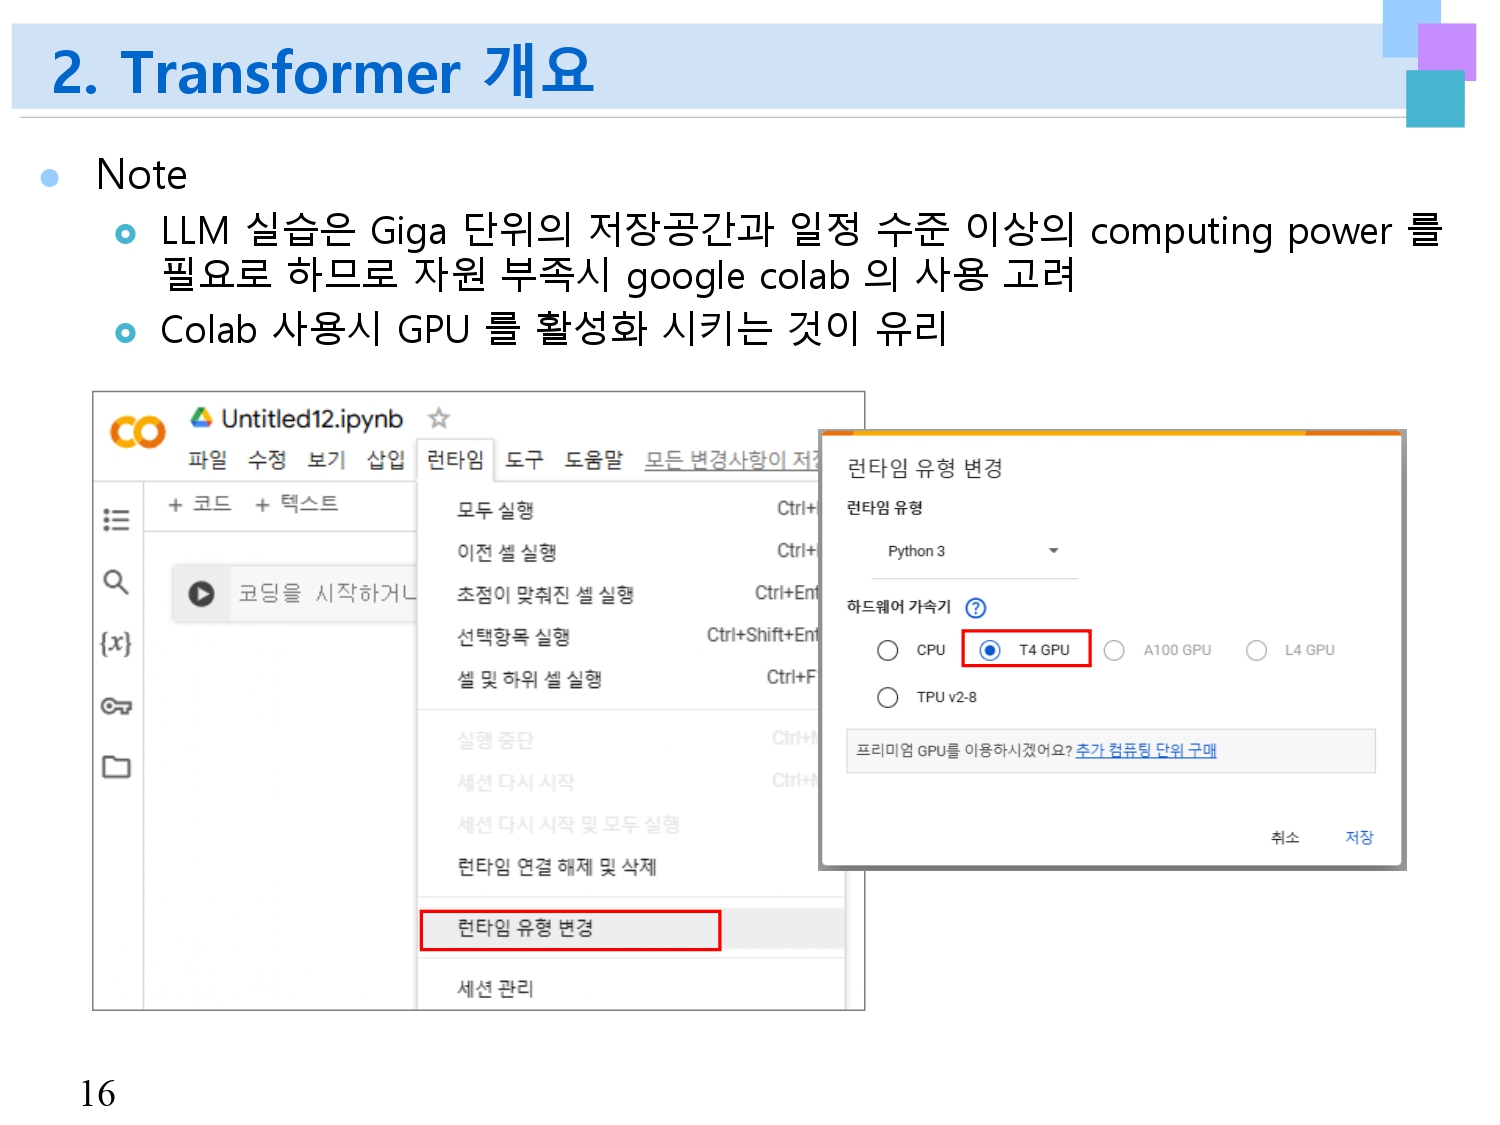 2. Transformer 개요
Note
LLM 실습은 Giga 단위의 저장공간과 일정 수준 이상의 computing power 를
필요로 하므로 자원 부족시 google colab 의 사용 고려
Colab 사용시 GPU 를 활성화 시키는 것이 유리
Untitled12.ipynb
파일 수정 보기 삽입 런타임 도구 도움말 모든 변경사항이
+ 코드 + 텍스트
코딩을 시작하거나
모두 실행 Ctrl+
이전 셀 실행 Ctrl+
초점이 맞춰진 셀 실행 Ctrl+Ent
선택항목 실행 Ctrl+Shift+Ent
셀 및 하위 셀 실행 Ctrl+F
실행 중단 Ctrl+M
세션 다시 시작 Ctrl+M
세션 다시 시작 및 모두 실행
런타임 연결 해제 및 삭제
런타임 유형 변경
세션 관리
{x}
런타임 유형 변경
런타임 유형
Python 3
하드웨어 가속기 ?
CPU T4 GPU A100 GPU L4 GPU
TPU v2-8
프리미엄 GPU를 이용하시겠어요? 추가 컴퓨팅 단위 구매
취소 저장
16